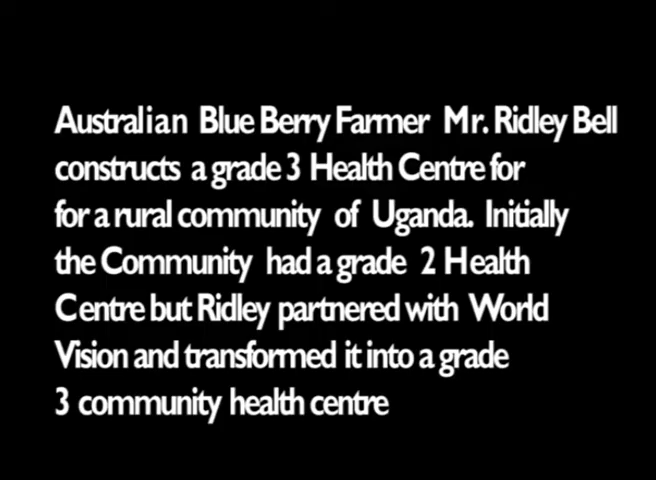 Australian Blue Berry Farmer Mr. Ridley Bell
constructs a grade 3 Health Centre for
for a rural community of Uganda. Initially
the Community had a grade 2 Health
Centre but Ridley partnered with World
Vision and transformed it into a grade
3 community health centre